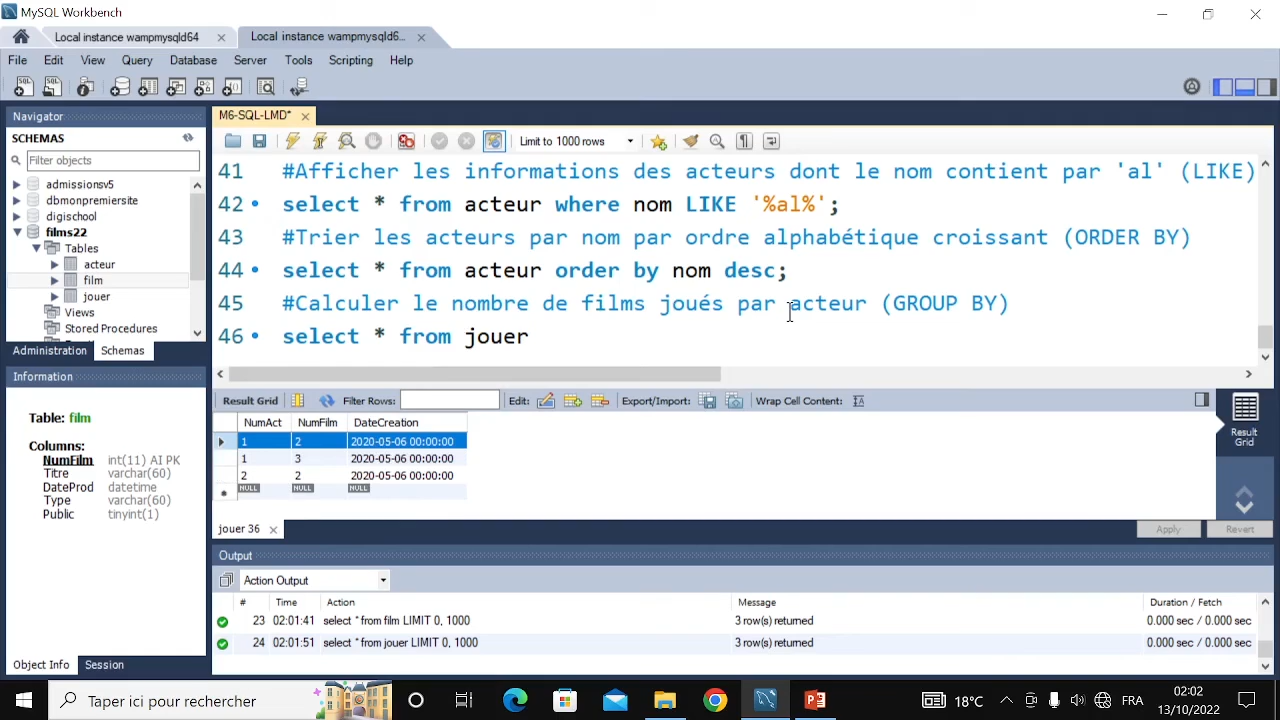 MySQL Workbench
Local instance wampmysqld64
Local instance wampmysqld6...
File Edit View Query Database Server Tools Scripting Help
Navigator
SCHEMAS
Filter objects
admissionsv5
dbmonpremiersite
digischool
films22
Tables
acteur
film
jouer
Views
Stored Procedures
Administration Schemas
Information
Table: film
Columns:
NumFilm int(11) AI PK
Titre varchar(60)
DateProd datetime
Type varchar(60)
Public tinyint(1)
Object Info Session
M6-SQL-LMD*
Limit to 1000 rows
41 #Afficher les informations des acteurs dont le nom contient par 'al' (LIKE)
42 select * from acteur where nom LIKE '%al%';
43 #Trier les acteurs par nom par ordre alphabétique croissant (ORDER BY)
44 select * from acteur order by nom desc;
45 #Calculer le nombre de films joués par acteur (GROUP BY)
46 select * from jouer
Result Grid Filter Rows: Edit: Export/Import: Wrap Cell Content:
NumAct NumFilm DateCreation
1 2 2020-05-06 00:00:00
1 3 2020-05-06 00:00:00
2 2 2020-05-06 00:00:00
NULL NULL NULL
Result
Grid
jouer 36
Apply Revert
Output
Action Output
# Time Action Message Duration / Fetch
23 02:01:41 select * from film LIMIT 0, 1000 3 row(s) returned 0.000 sec / 0.000 sec
24 02:01:51 select * from jouer LIMIT 0, 1000 3 row(s) returned 0.000 sec / 0.000 sec
Taper ici pour rechercher
18°C
FRA
02:02
13/10/2022